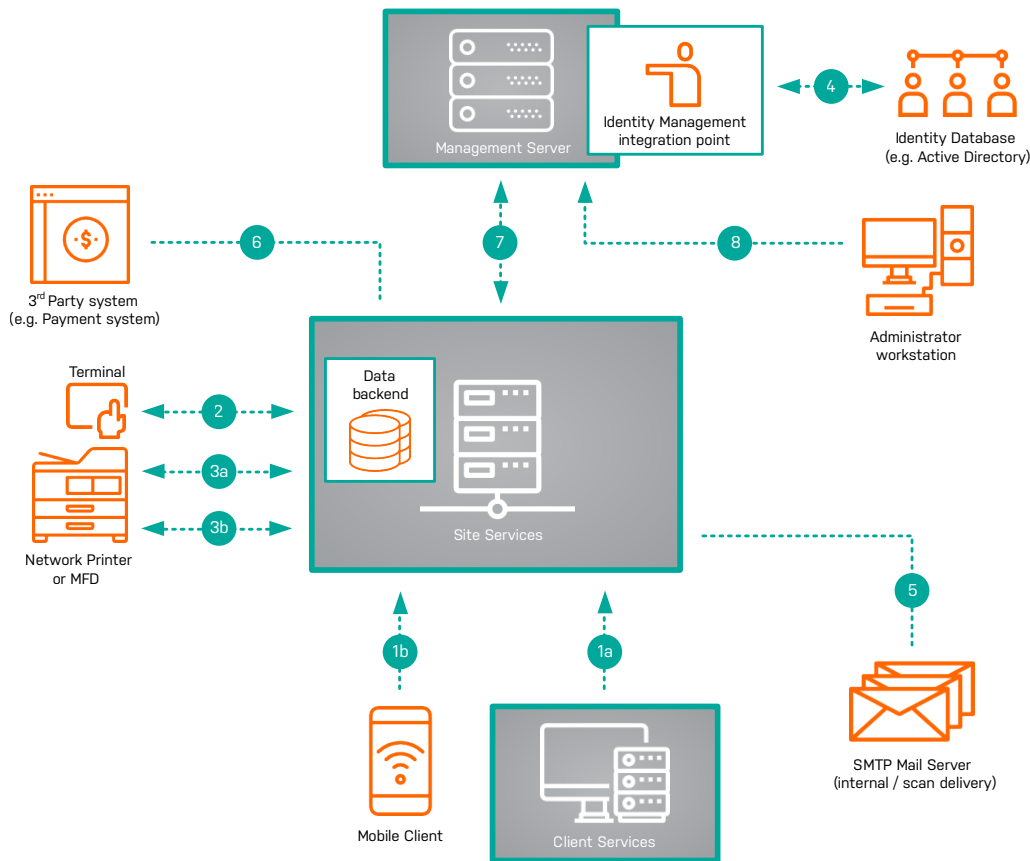 Management Server
Identity Management
integration point
4
Identity Database
(e.g. Active Directory)
$
3rd Party system
(e.g. Payment system)
6
7
8
Administrator
workstation
Terminal
2
3a
3b
Network Printer
or MFD
Data
backend
Site Services
5
1b
1a
Mobile Client
Client Services
SMTP Mail Server
(internal / scan delivery)